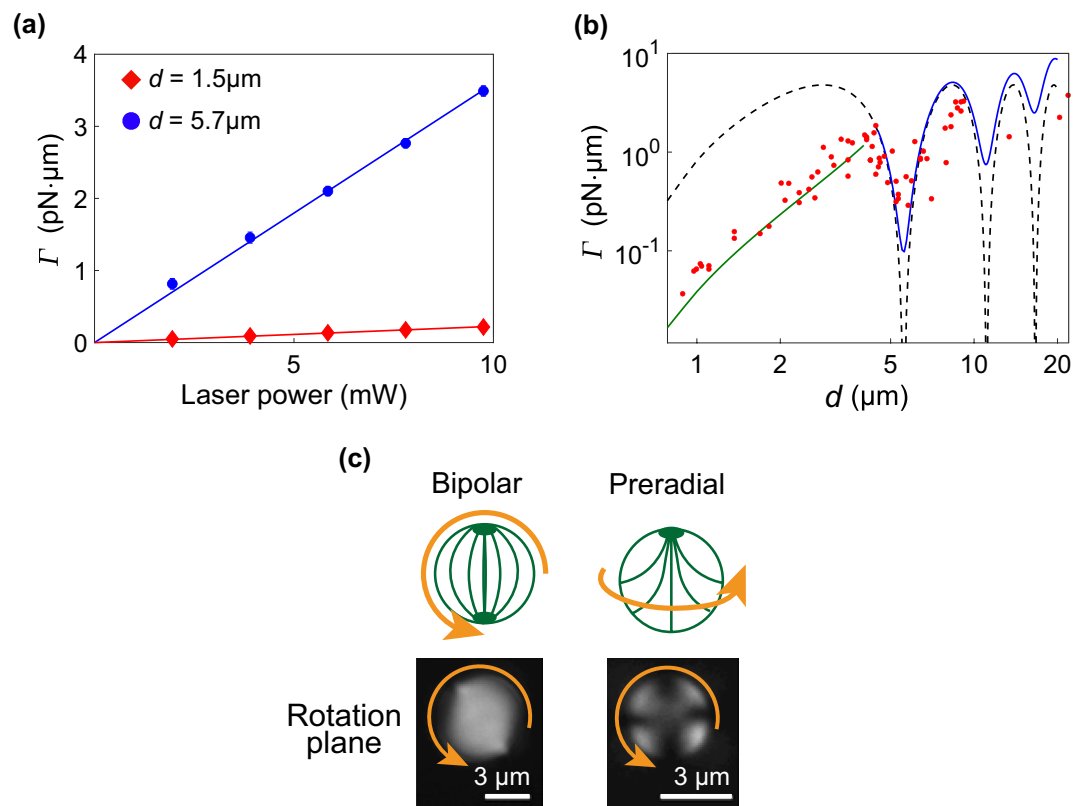 (a)
4
3
2
1
0
Γ (pN·μm)
d = 1.5μm
d = 5.7μm
5
10
Laser power (mW)
(b)
10¹
10⁰
10⁻¹
Γ (pN·μm)
1
2
5
10
20
d (μm)
(c)
Bipolar
Preradial
Rotation
plane
3 μm
3 μm